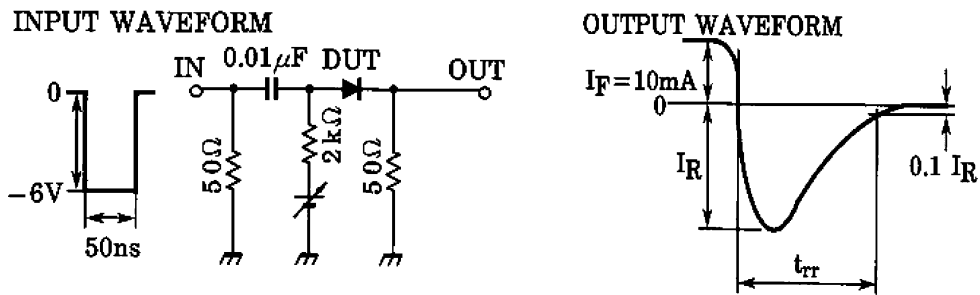 INPUT WAVEFORM
0
−6V
50ns
IN
0.01μF
DUT
OUT
50Ω
2kΩ
50Ω
OUTPUT WAVEFORM
IF=10mA
0
IR
0.1 IR
trr